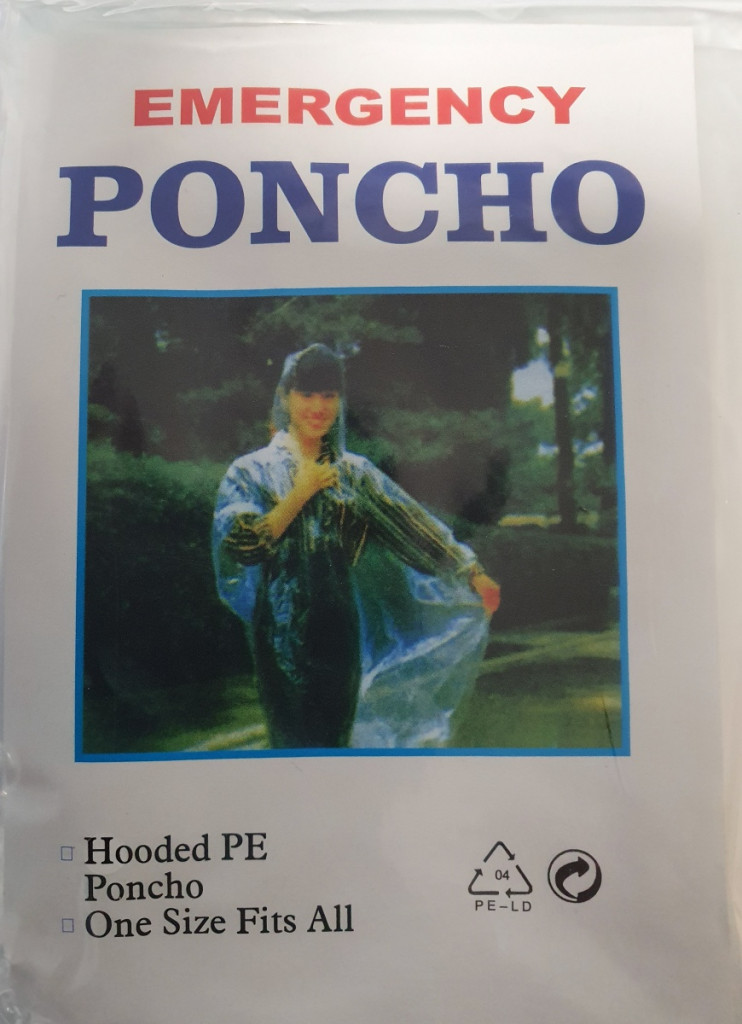 EMERGENCY
PONCHO
Hooded PE
Poncho
One Size Fits All
04
PE-LD